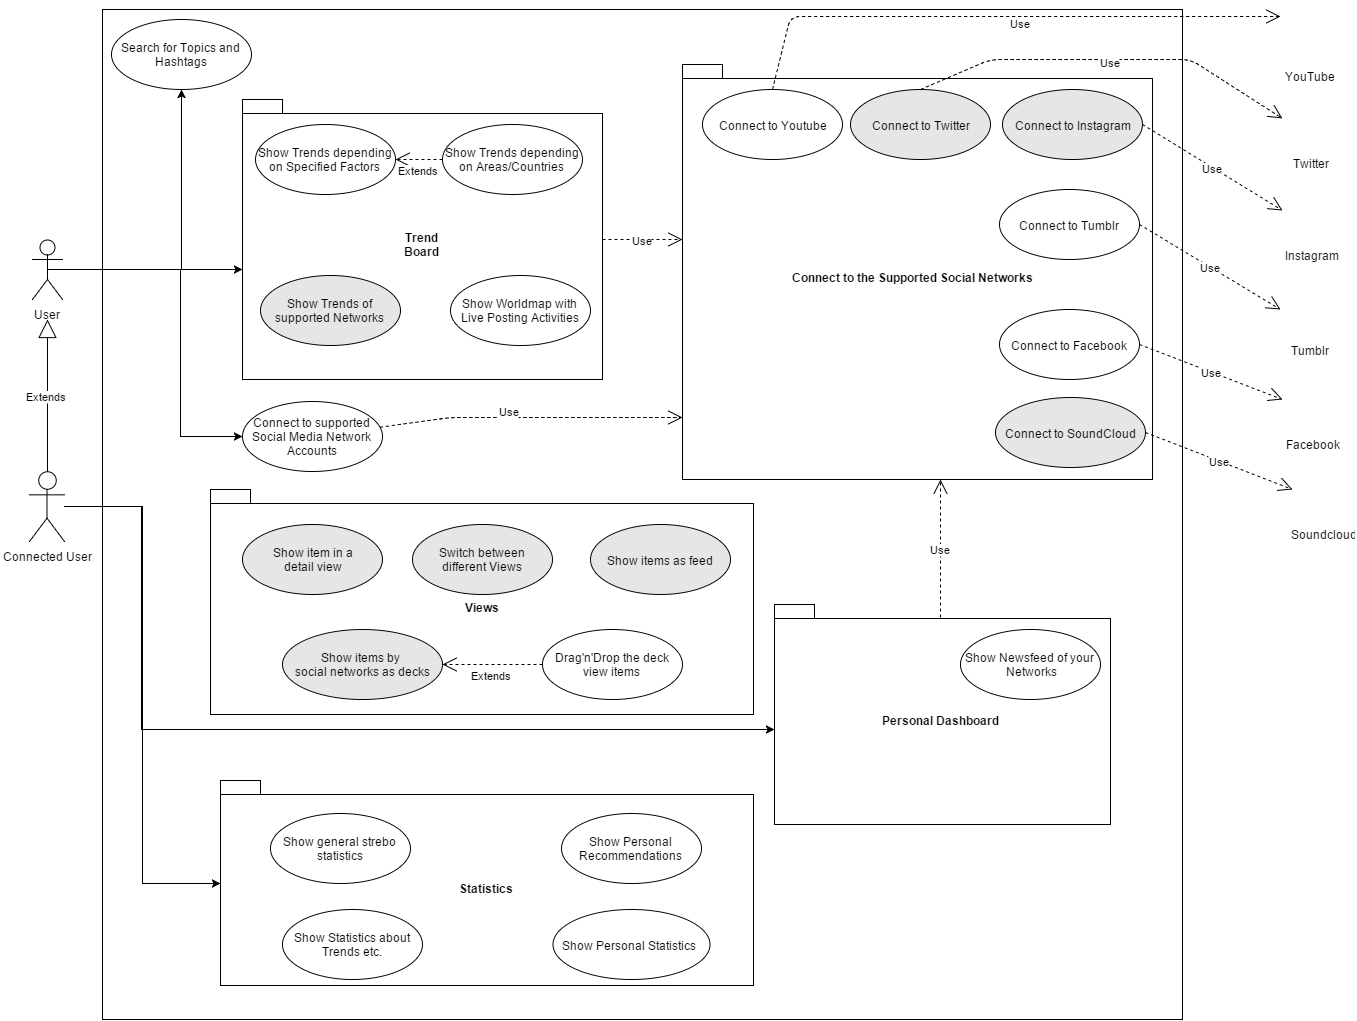 Use
Search for Topics and
Hashtags
Use
YouTube
Connect to Youtube
Connect to Twitter
Connect to Instagram
Show Trends depending
on Specified Factors
Extends
Show Trends depending
on Areas/Countries
Twitter
Use
Connect to Tumblr
Trend
Board
Use
Instagram
Use
Connect to the Supported Social Networks
Show Trends of
supported Networks
Show Worldmap with
Live Posting Activities
User
Connect to Facebook
Tumblr
Use
Extends
Connect to supported
Social Media Network
Accounts
Use
Connect to SoundCloud
Facebook
Use
Soundcloud
Connected User
Show item in a
detail view
Switch between
different Views
Show items as feed
Use
Views
Show items by
social networks as decks
Extends
Drag'n'Drop the deck
view items
Show Newsfeed of your
Networks
Personal Dashboard
Show general strebo
statistics
Show Personal
Recommendations
Statistics
Show Statistics about
Trends etc.
Show Personal Statistics